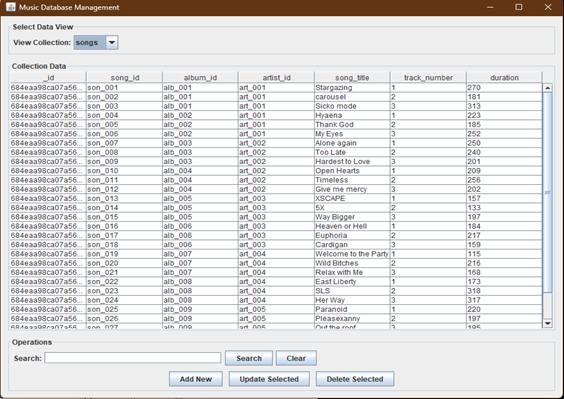 Music Database Management
Select Data View
View Collection: songs
Collection Data
_id song_id album_id artist_id song_title track_number duration
684eaa98ca07a56... son_001 alb_001 art_001 Stargazing 1 270
684eaa98ca07a56... son_002 alb_001 art_001 carousel 2 181
684eaa98ca07a56... son_003 alb_001 art_001 Sicko mode 3 313
684eaa98ca07a56... son_004 alb_002 art_001 Hyaena 1 223
684eaa98ca07a56... son_005 alb_002 art_001 Thank God 2 185
684eaa98ca07a56... son_006 alb_002 art_001 My Eyes 3 252
684eaa98ca07a56... son_007 alb_003 art_002 Alone again 1 250
684eaa98ca07a56... son_008 alb_003 art_002 Too Late 2 240
684eaa98ca07a56... son_009 alb_003 art_002 Hardest to Love 3 201
684eaa98ca07a56... son_010 alb_004 art_002 Open Hearts 1 209
684eaa98ca07a56... son_011 alb_004 art_002 Timeless 2 256
684eaa98ca07a56... son_012 alb_004 art_002 Give me mercy 3 202
684eaa98ca07a56... son_013 alb_005 art_003 XSCAPE 1 157
684eaa98ca07a56... son_014 alb_005 art_003 5X 2 133
684eaa98ca07a56... son_015 alb_005 art_003 Way Bigger 3 197
684eaa98ca07a56... son_016 alb_006 art_003 Heaven or Hell 1 184
684eaa98ca07a56... son_017 alb_006 art_003 Euphoria 2 217
684eaa98ca07a56... son_018 alb_006 art_003 Cardigan 3 159
684eaa98ca07a56... son_019 alb_007 art_004 Welcome to the Party 1 115
684eaa98ca07a56... son_020 alb_007 art_004 Wild Bitches 2 216
684eaa98ca07a56... son_021 alb_007 art_004 Relax with Me 3 168
684eaa98ca07a56... son_022 alb_008 art_004 East Liberty 1 173
684eaa98ca07a56... son_023 alb_008 art_004 SLS 2 318
684eaa98ca07a56... son_024 alb_008 art_004 Her Way 3 317
684eaa98ca07a56... son_025 alb_009 art_005 Paranoid 1 220
684eaa98ca07a56... son_026 alb_009 art_005 Pleasexanny 2 197
684eaa98ca07a56... son_027 alb_009 art_005 Out the roof 3 195
Operations
Search: Search Clear
Add New Update Selected Delete Selected